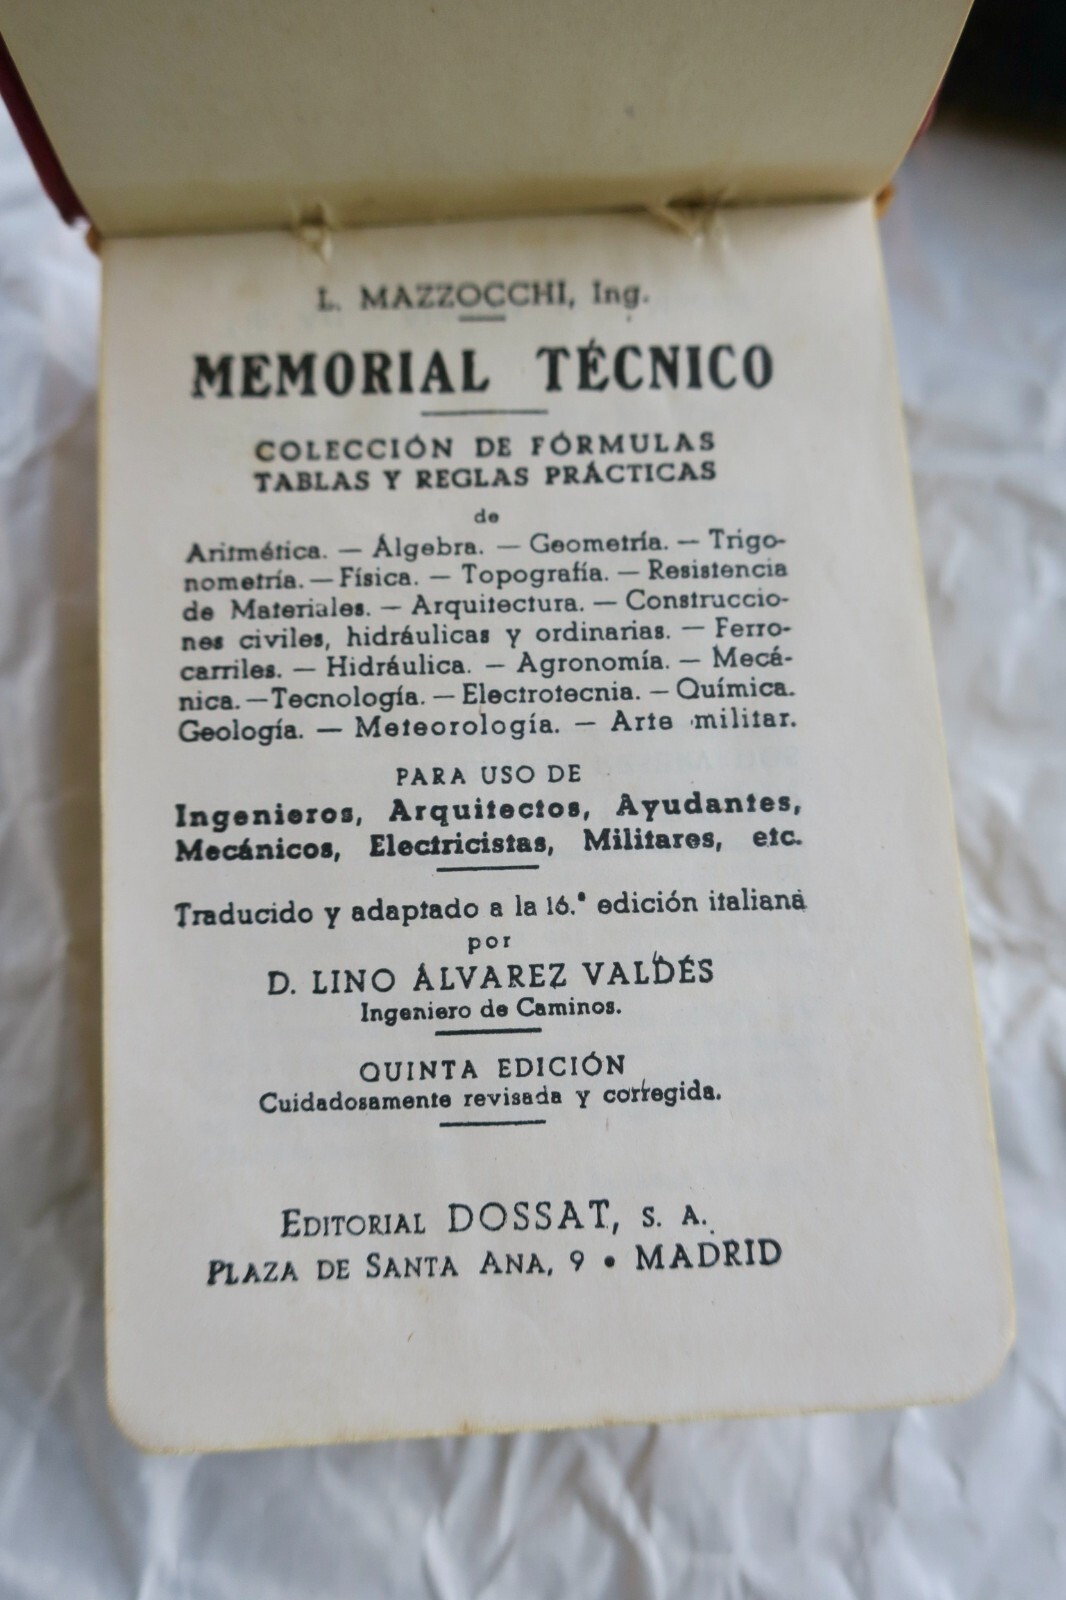 L. MAZZOCCHI, Ing.
MEMORIAL TÉCNICO
COLECCIÓN DE FÓRMULAS
TABLAS Y REGLAS PRÁCTICAS
de
Aritmética. — Álgebra. — Geometría. — Trigo-
nometría. — Física. — Topografía. — Resistencia
de Materiales. — Arquitectura. — Construccio-
nes civiles, hidráulicas y ordinarias. — Ferro-
carriles. — Hidráulica. — Agronomía. — Mecá-
nica. — Tecnología. — Electrotecnia. — Química.
Geología. — Meteorología. — Arte militar.
PARA USO DE
Ingenieros, Arquitectos, Ayudantes,
Mecánicos, Electricistas, Militares, etc.
Traducido y adaptado a la 16.ª edición italiana
por
D. LINO ÁLVAREZ VALDÉS
Ingeniero de Caminos.
QUINTA EDICIÓN
Cuidadosamente revisada y corregida.
EDITORIAL DOSSAT, S. A.
PLAZA DE SANTA ANA, 9 • MADRID